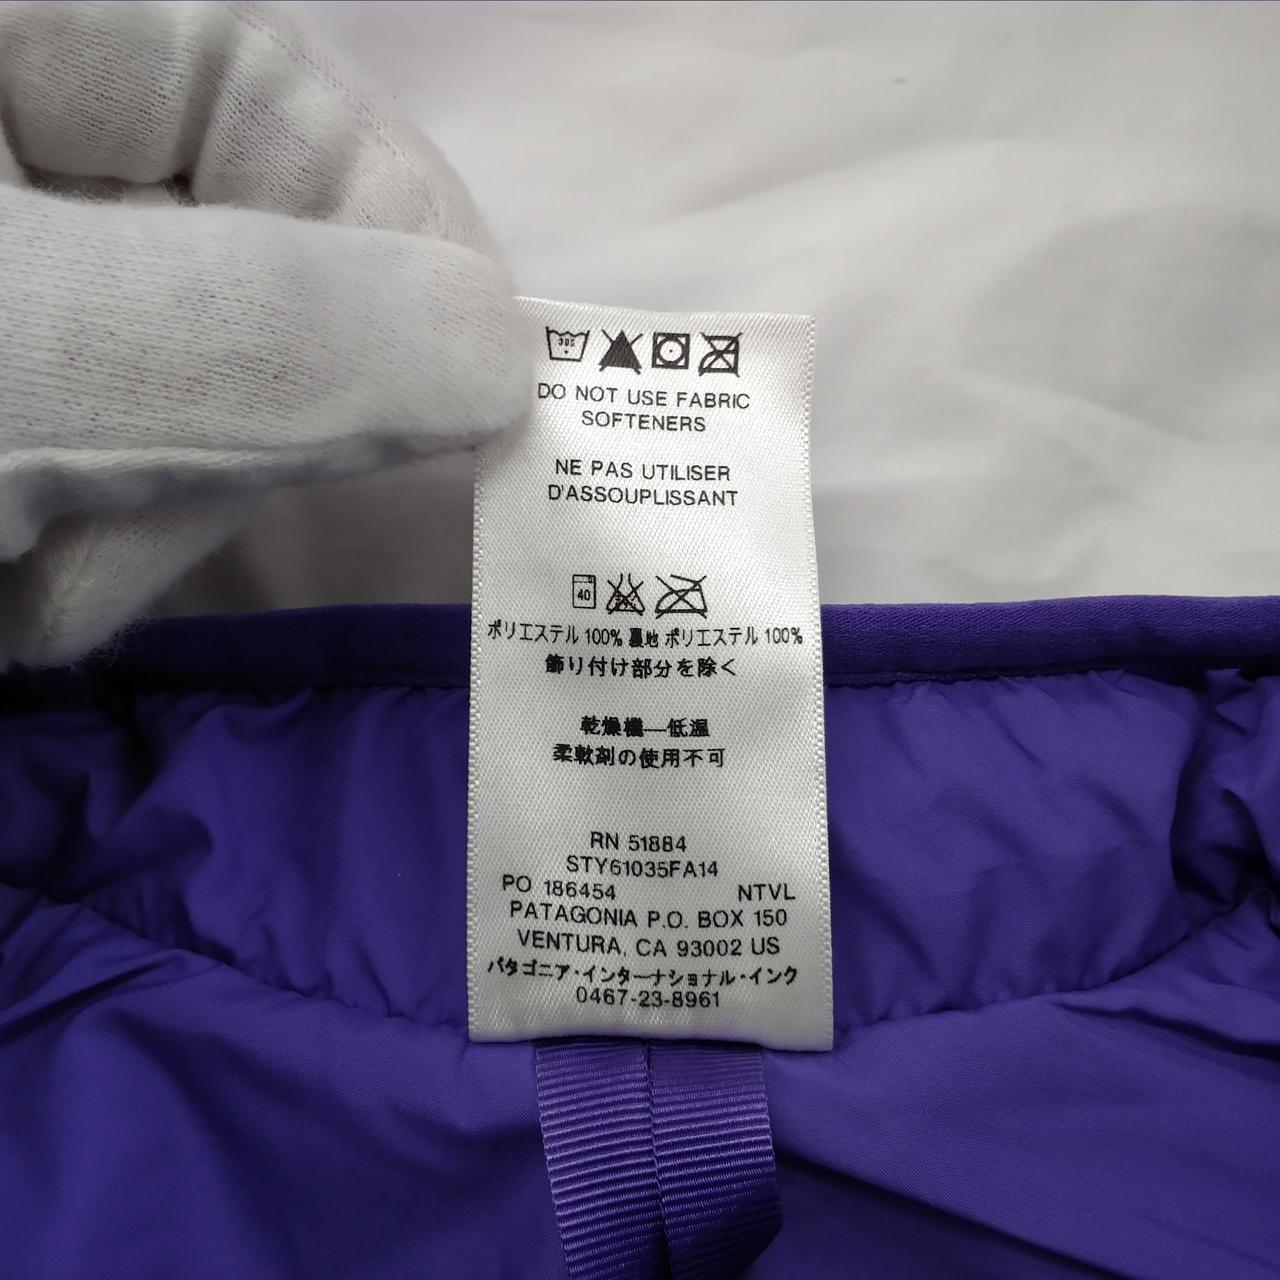 DO NOT USE FABRIC
SOFTENERS
NE PAS UTILISER
D'ASSOUPLISSANT
40
ポリエステル 100% 裏地 ポリエステル 100%
飾り付け部分を除く
乾燥機—低温
柔軟剤の使用不可
RN 51884
STY61035FA14
PO 186454 NTVL
PATAGONIA P.O. BOX 150
VENTURA, CA 93002 US
パタゴニア・インターナショナル・インク
0467-23-8961